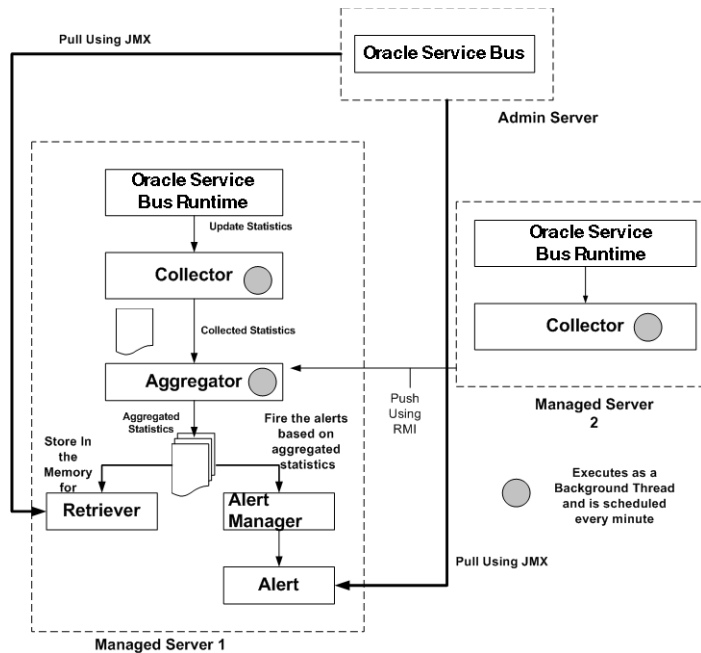 Pull Using JMX
Oracle Service Bus
Admin Server
Oracle Service
Bus Runtime
Update Statistics
Collector
Collected Statistics
Aggregator
Aggregated
Statistics
Fire the alerts
based on
aggregated
statistics
Store In
the
Memory
for
Retriever
Alert
Manager
Alert
Managed Server 1
Oracle Service
Bus Runtime
Collector
Managed Server
2
Push
Using
RMI
Executes as a
Background Thread
and is scheduled
every minute
Pull Using JMX